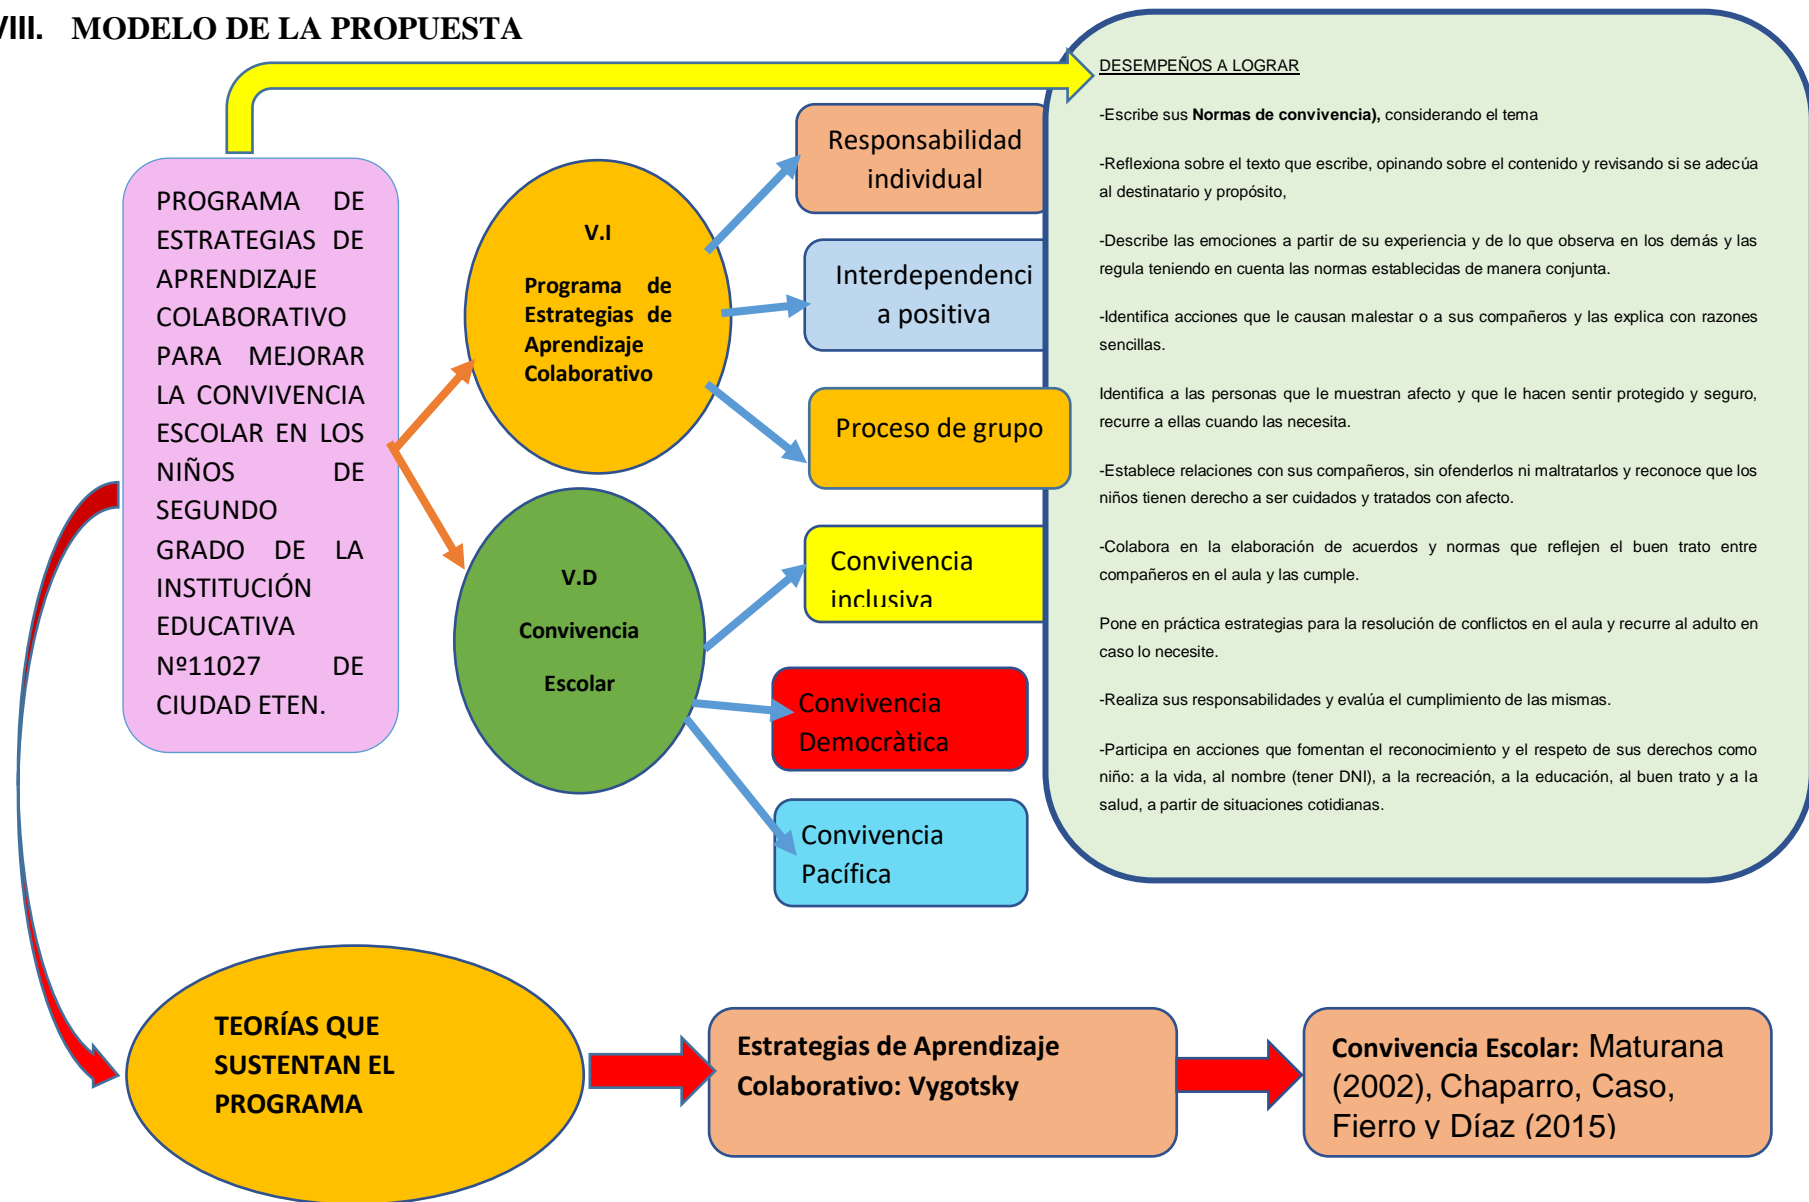 VIII. MODELO DE LA PROPUESTA
PROGRAMA DE
ESTRATEGIAS DE
APRENDIZAJE
COLABORATIVO
PARA MEJORAR
LA CONVIVENCIA
ESCOLAR EN LOS
NIÑOS DE
SEGUNDO
GRADO DE LA
INSTITUCIÓN
EDUCATIVA
Nº11027 DE
CIUDAD ETEN.
V.I
Programa de
Estrategias de
Aprendizaje
Colaborativo
V.D
Convivencia
Escolar
Responsabilidad
individual
Interdependenci
a positiva
Proceso de grupo
Convivencia
inclusiva
Convivencia
Democràtica
Convivencia
Pacífica
DESEMPEÑOS A LOGRAR
-Escribe sus Normas de convivencia), considerando el tema
-Reflexiona sobre el texto que escribe, opinando sobre el contenido y revisando si se adecúa
al destinatario y propósito,
-Describe las emociones a partir de su experiencia y de lo que observa en los demás y las
regula teniendo en cuenta las normas establecidas de manera conjunta.
-Identifica acciones que le causan malestar o a sus compañeros y las explica con razones
sencillas.
Identifica a las personas que le muestran afecto y que le hacen sentir protegido y seguro,
recurre a ellas cuando las necesita.
-Establece relaciones con sus compañeros, sin ofenderlos ni maltratarlos y reconoce que los
niños tienen derecho a ser cuidados y tratados con afecto.
-Colabora en la elaboración de acuerdos y normas que reflejen el buen trato entre
compañeros en el aula y las cumple.
Pone en práctica estrategias para la resolución de conflictos en el aula y recurre al adulto en
caso lo necesite.
-Realiza sus responsabilidades y evalúa el cumplimiento de las mismas.
-Participa en acciones que fomentan el reconocimiento y el respeto de sus derechos como
niño: a la vida, al nombre (tener DNI), a la recreación, a la educación, al buen trato y a la
salud, a partir de situaciones cotidianas.
TEORÍAS QUE
SUSTENTAN EL
PROGRAMA
Estrategias de Aprendizaje
Colaborativo: Vygotsky
Convivencia Escolar: Maturana
(2002), Chaparro, Caso,
Fierro y Díaz (2015)